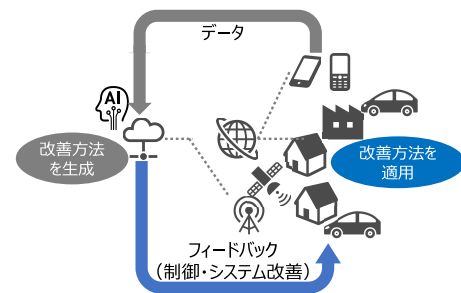 データ
AI
改善方法
を生成
改善方法を
適用
フィードバック
(制御・システム改善)